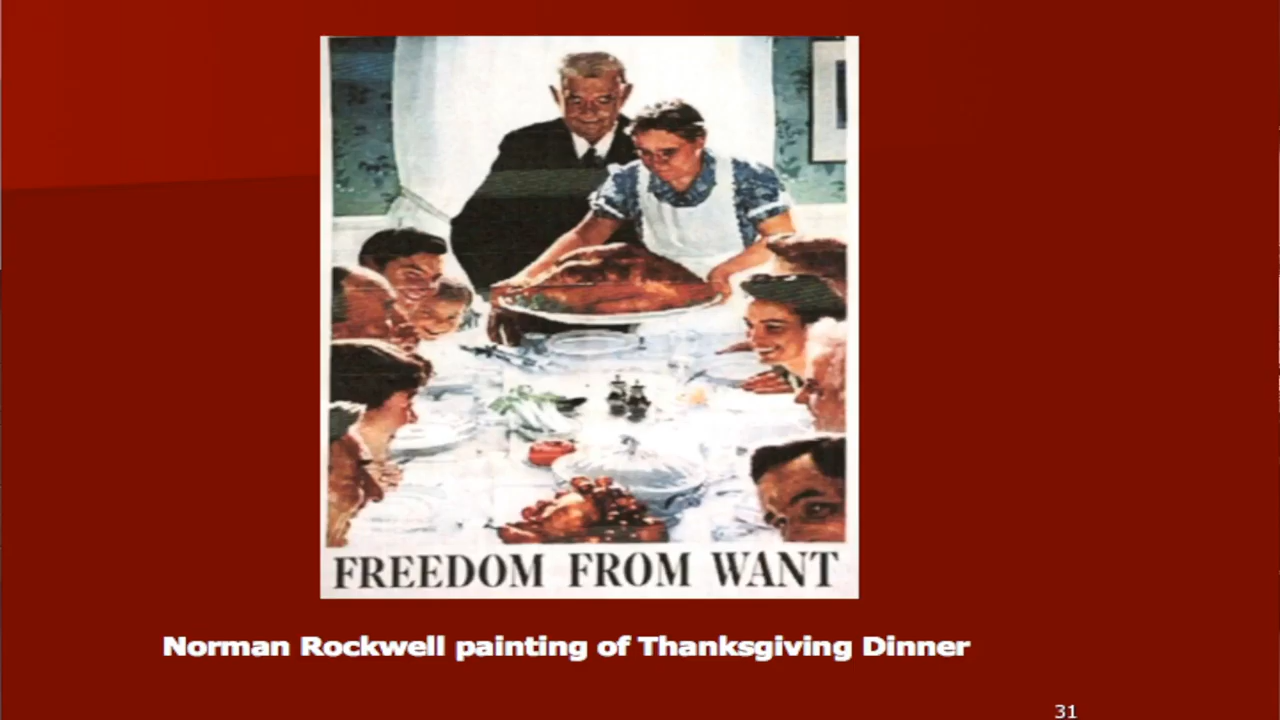 FREEDOM FROM WANT
Norman Rockwell painting of Thanksgiving Dinner
31